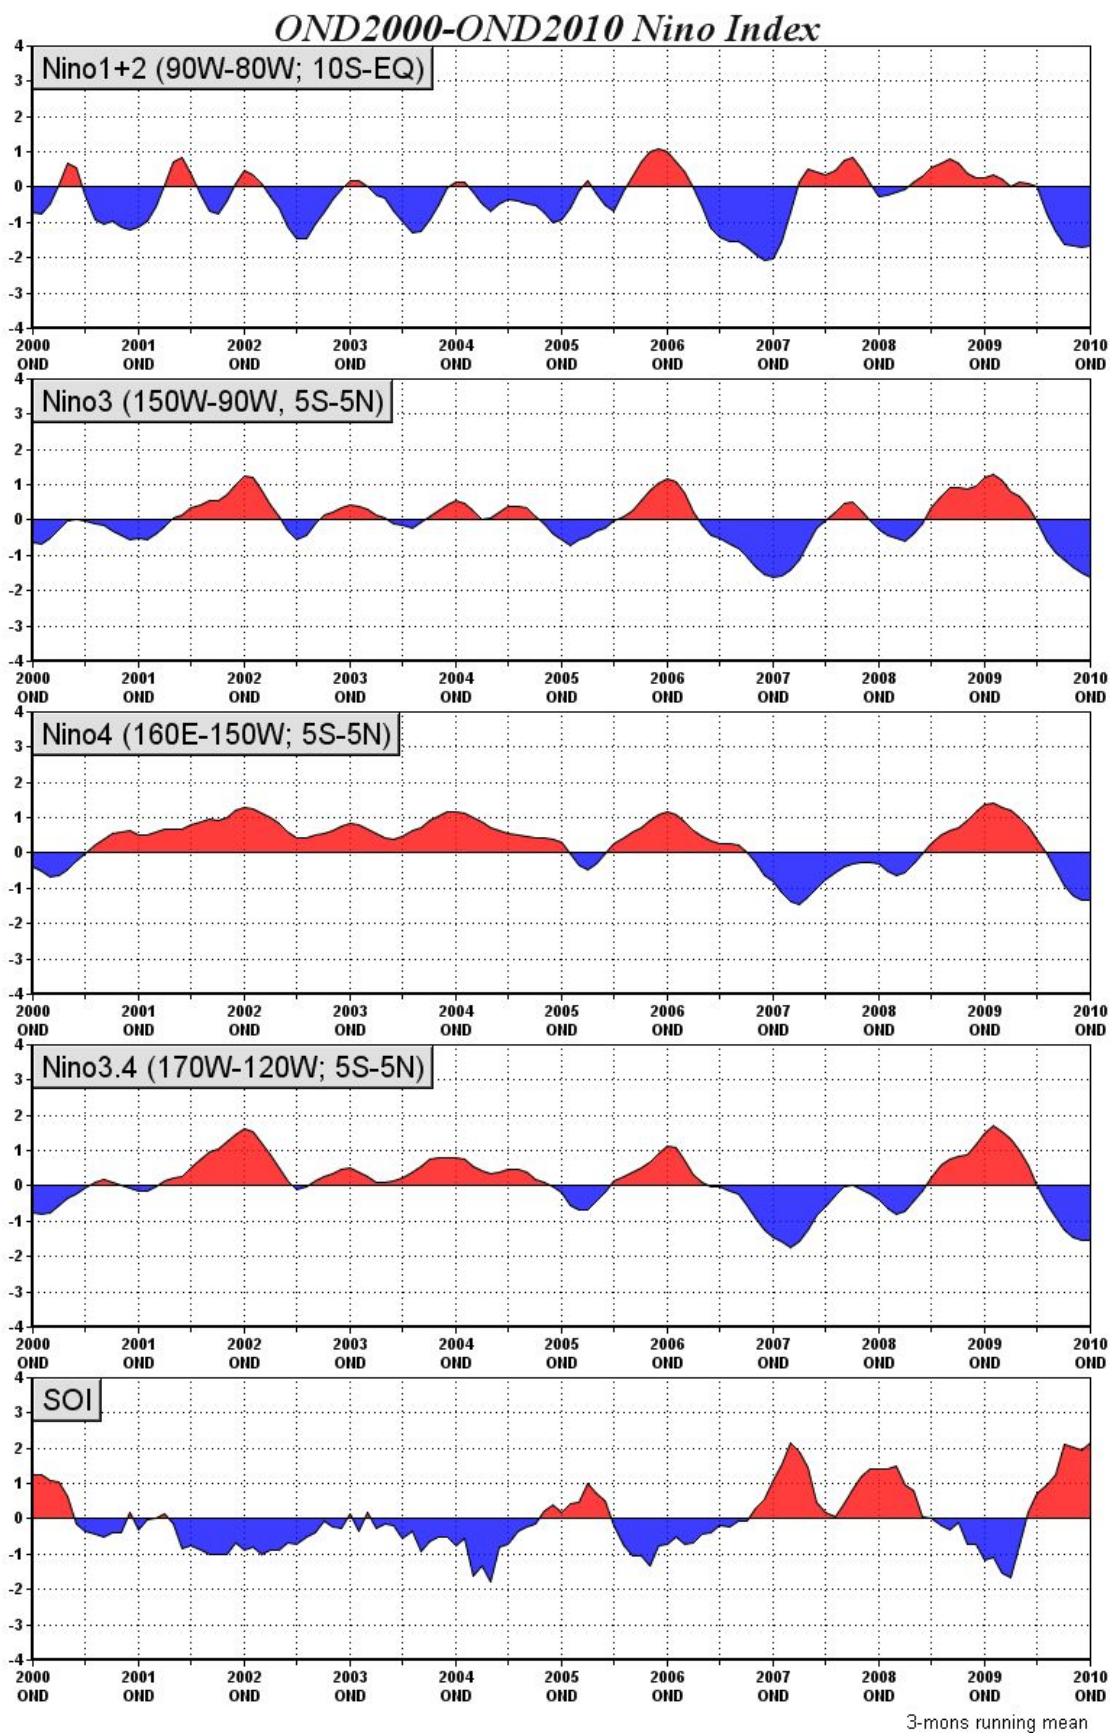 OND2000-OND2010 Nino Index
Nino1+2 (90W-80W; 10S-EQ)
4
3
2
1
0
-1
-2
-3
-4
2000 2001 2002 2003 2004 2005 2006 2007 2008 2009 2010
OND OND OND OND OND OND OND OND OND OND OND
Nino3 (150W-90W, 5S-5N)
4
3
2
1
0
-1
-2
-3
-4
2000 2001 2002 2003 2004 2005 2006 2007 2008 2009 2010
OND OND OND OND OND OND OND OND OND OND OND
Nino4 (160E-150W; 5S-5N)
4
3
2
1
0
-1
-2
-3
-4
2000 2001 2002 2003 2004 2005 2006 2007 2008 2009 2010
OND OND OND OND OND OND OND OND OND OND OND
Nino3.4 (170W-120W; 5S-5N)
4
3
2
1
0
-1
-2
-3
-4
2000 2001 2002 2003 2004 2005 2006 2007 2008 2009 2010
OND OND OND OND OND OND OND OND OND OND OND
SOI
4
3
2
1
0
-1
-2
-3
-4
2000 2001 2002 2003 2004 2005 2006 2007 2008 2009 2010
OND OND OND OND OND OND OND OND OND OND OND
3-mons running mean